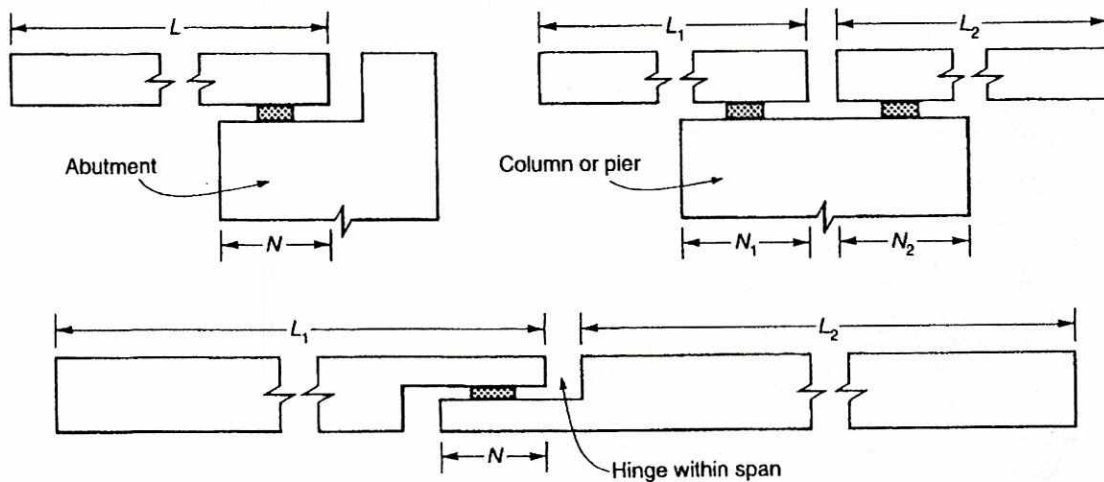 L
L₁
L₂
Abutment
Column or pier
N
N₁
N₂
L₁
L₂
N
Hinge within span